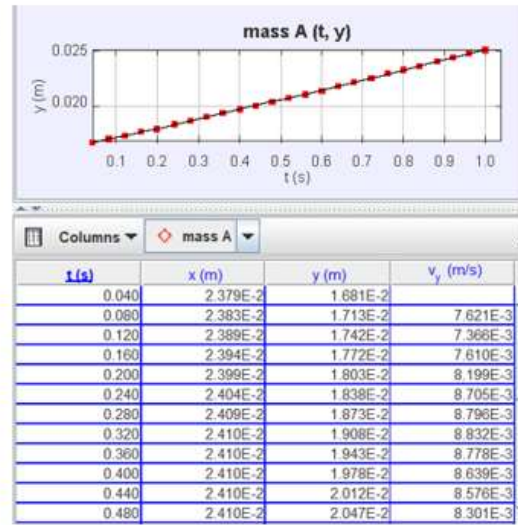 mass A (t, y)
0.025
0.020
y (m)
0.1 0.2 0.3 0.4 0.5 0.6 0.7 0.8 0.9 1.0
t (s)
Columns mass A
t (s) x (m) y (m) vy (m/s)
0.040 2.379E-2 1.681E-2
0.080 2.383E-2 1.713E-2 7.621E-3
0.120 2.389E-2 1.742E-2 7.366E-3
0.160 2.394E-2 1.772E-2 7.610E-3
0.200 2.399E-2 1.803E-2 8.199E-3
0.240 2.404E-2 1.838E-2 8.705E-3
0.280 2.409E-2 1.873E-2 8.796E-3
0.320 2.410E-2 1.908E-2 8.832E-3
0.360 2.410E-2 1.943E-2 8.778E-3
0.400 2.410E-2 1.978E-2 8.639E-3
0.440 2.410E-2 2.012E-2 8.576E-3
0.480 2.410E-2 2.047E-2 8.301E-3